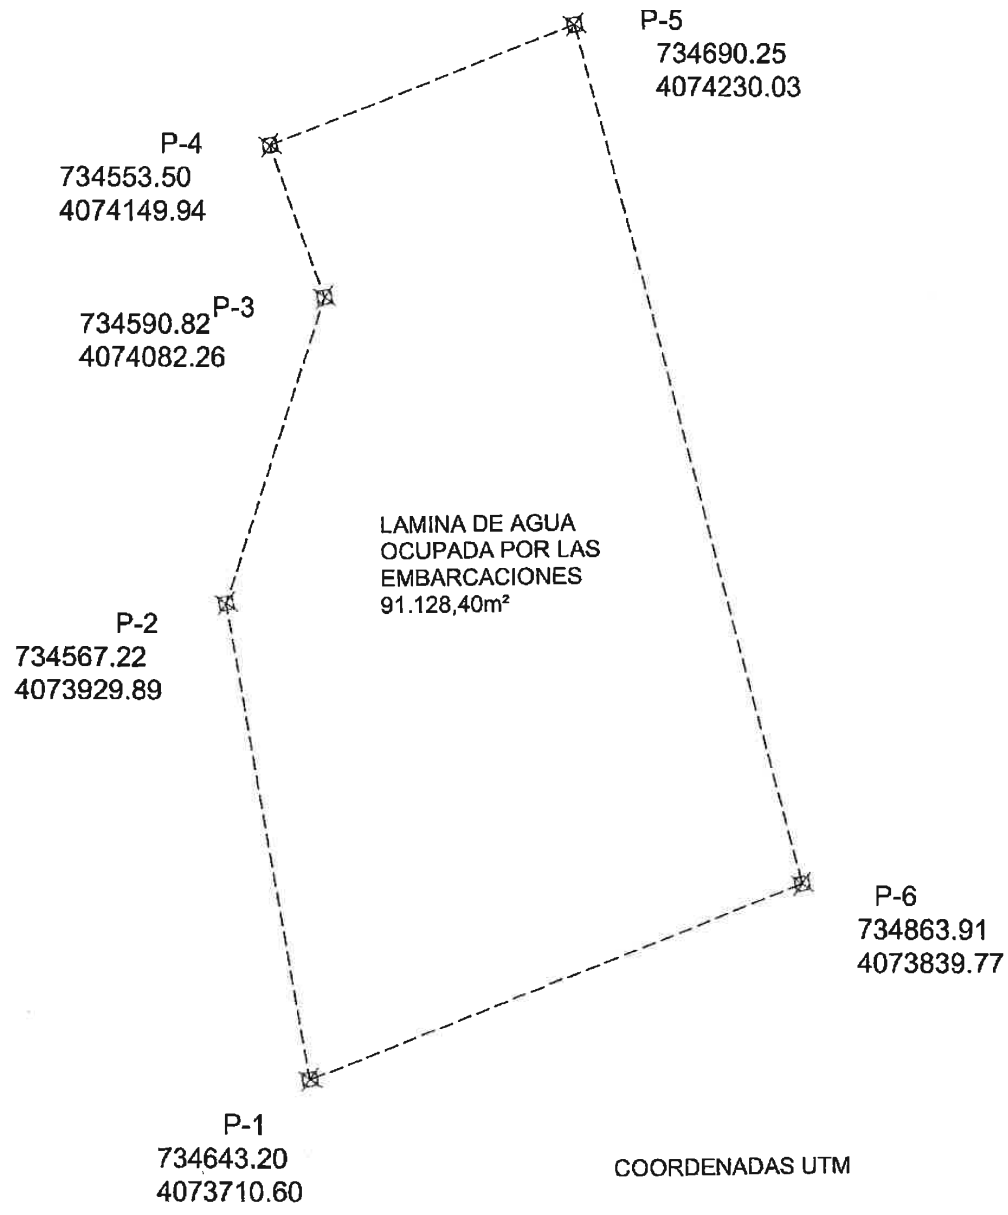 P-5
734690.25
4074230.03
P-4
734553.50
4074149.94
P-3
734590.82
4074082.26
LAMINA DE AGUA
OCUPADA POR LAS
EMBARCACIONES
91.128,40m²
P-2
734567.22
4073929.89
P-6
734863.91
4073839.77
P-1
734643.20
4073710.60
COORDENADAS UTM